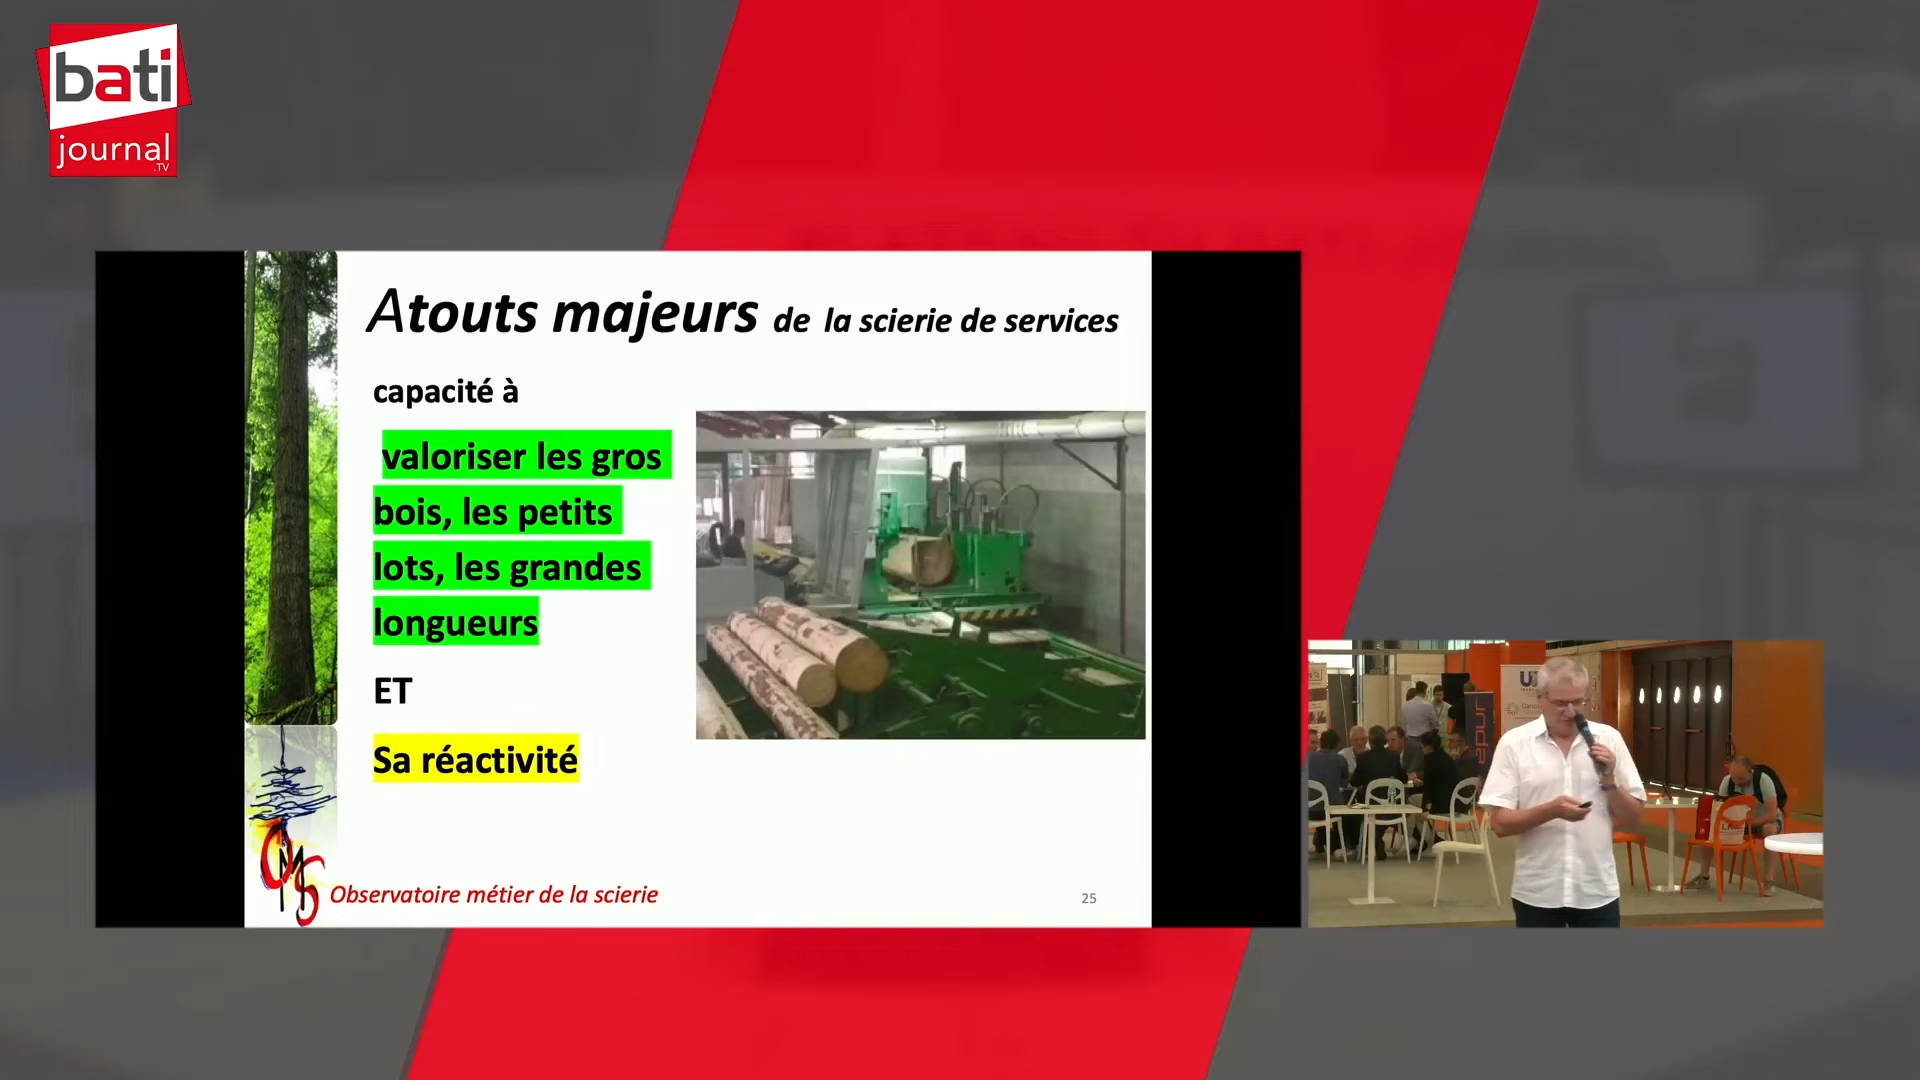 bati
journal
.TV
Atouts majeurs de la scierie de services
capacité à
valoriser les gros
bois, les petits
lots, les grandes
longueurs
ET
Sa réactivité
OMS
Observatoire métier de la scierie
25